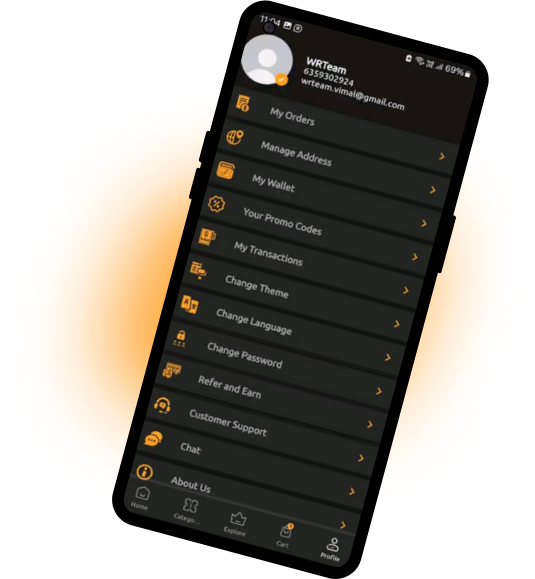 11:04 69%
WRTeam
6359302924
wrteam.vimal@gmail.com
My Orders
Manage Address
My Wallet
Your Promo Codes
My Transactions
Change Theme
Change Language
Change Password
Refer and Earn
Customer Support
Chat
About Us
Home Catego... Explore Cart Profile